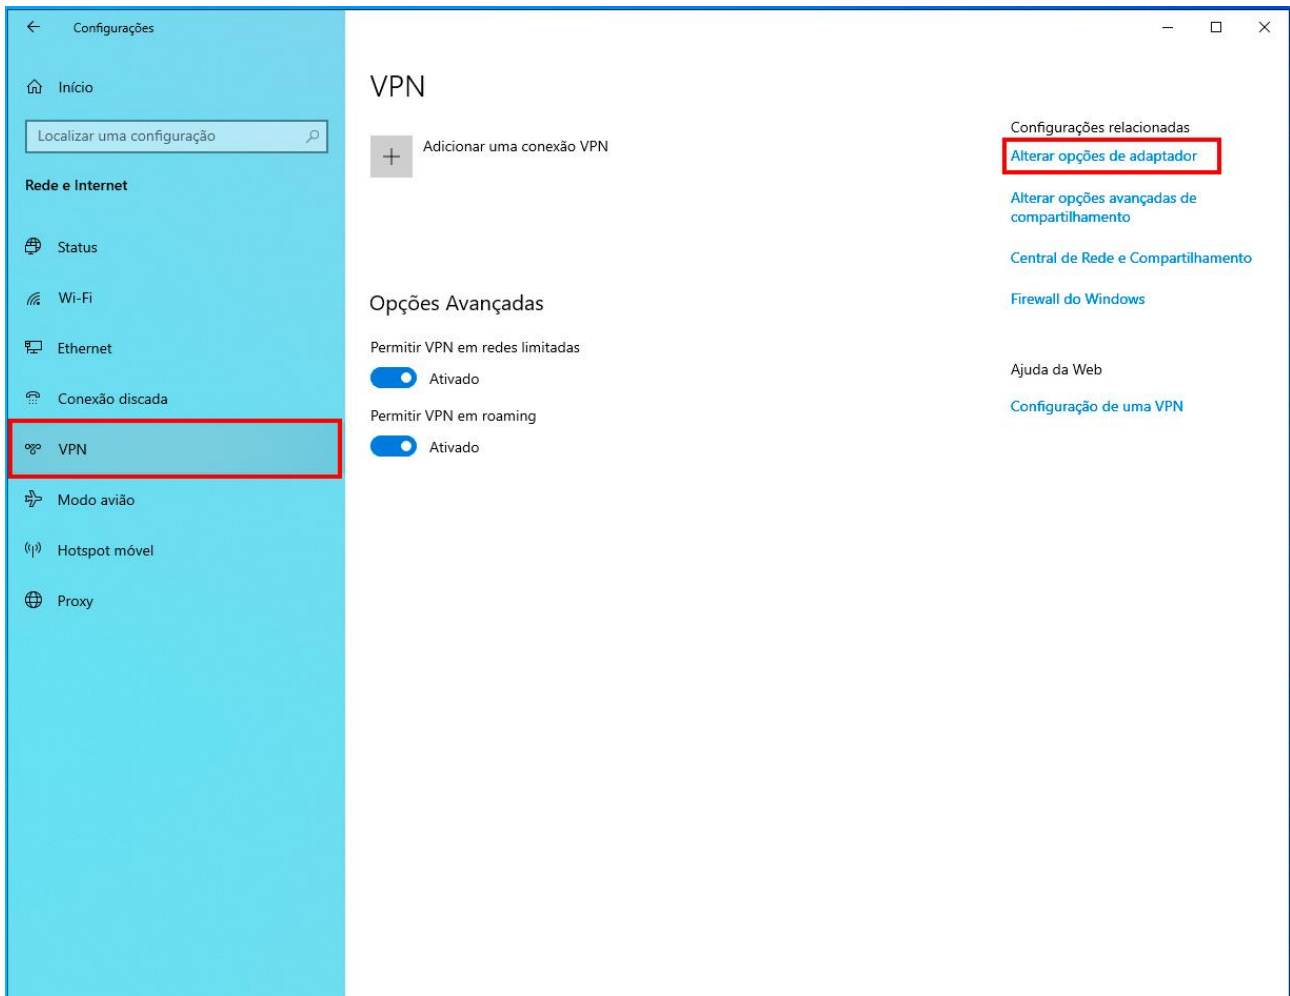 Configurações
Início
Localizar uma configuração
Rede e Internet
Status
Wi-Fi
Ethernet
Conexão discada
VPN
Modo avião
Hotspot móvel
Proxy
VPN
Adicionar uma conexão VPN
Opções Avançadas
Permitir VPN em redes limitadas
Ativado
Permitir VPN em roaming
Ativado
Configurações relacionadas
Alterar opções de adaptador
Alterar opções avançadas de
compartilhamento
Central de Rede e Compartilhamento
Firewall do Windows
Ajuda da Web
Configuração de uma VPN